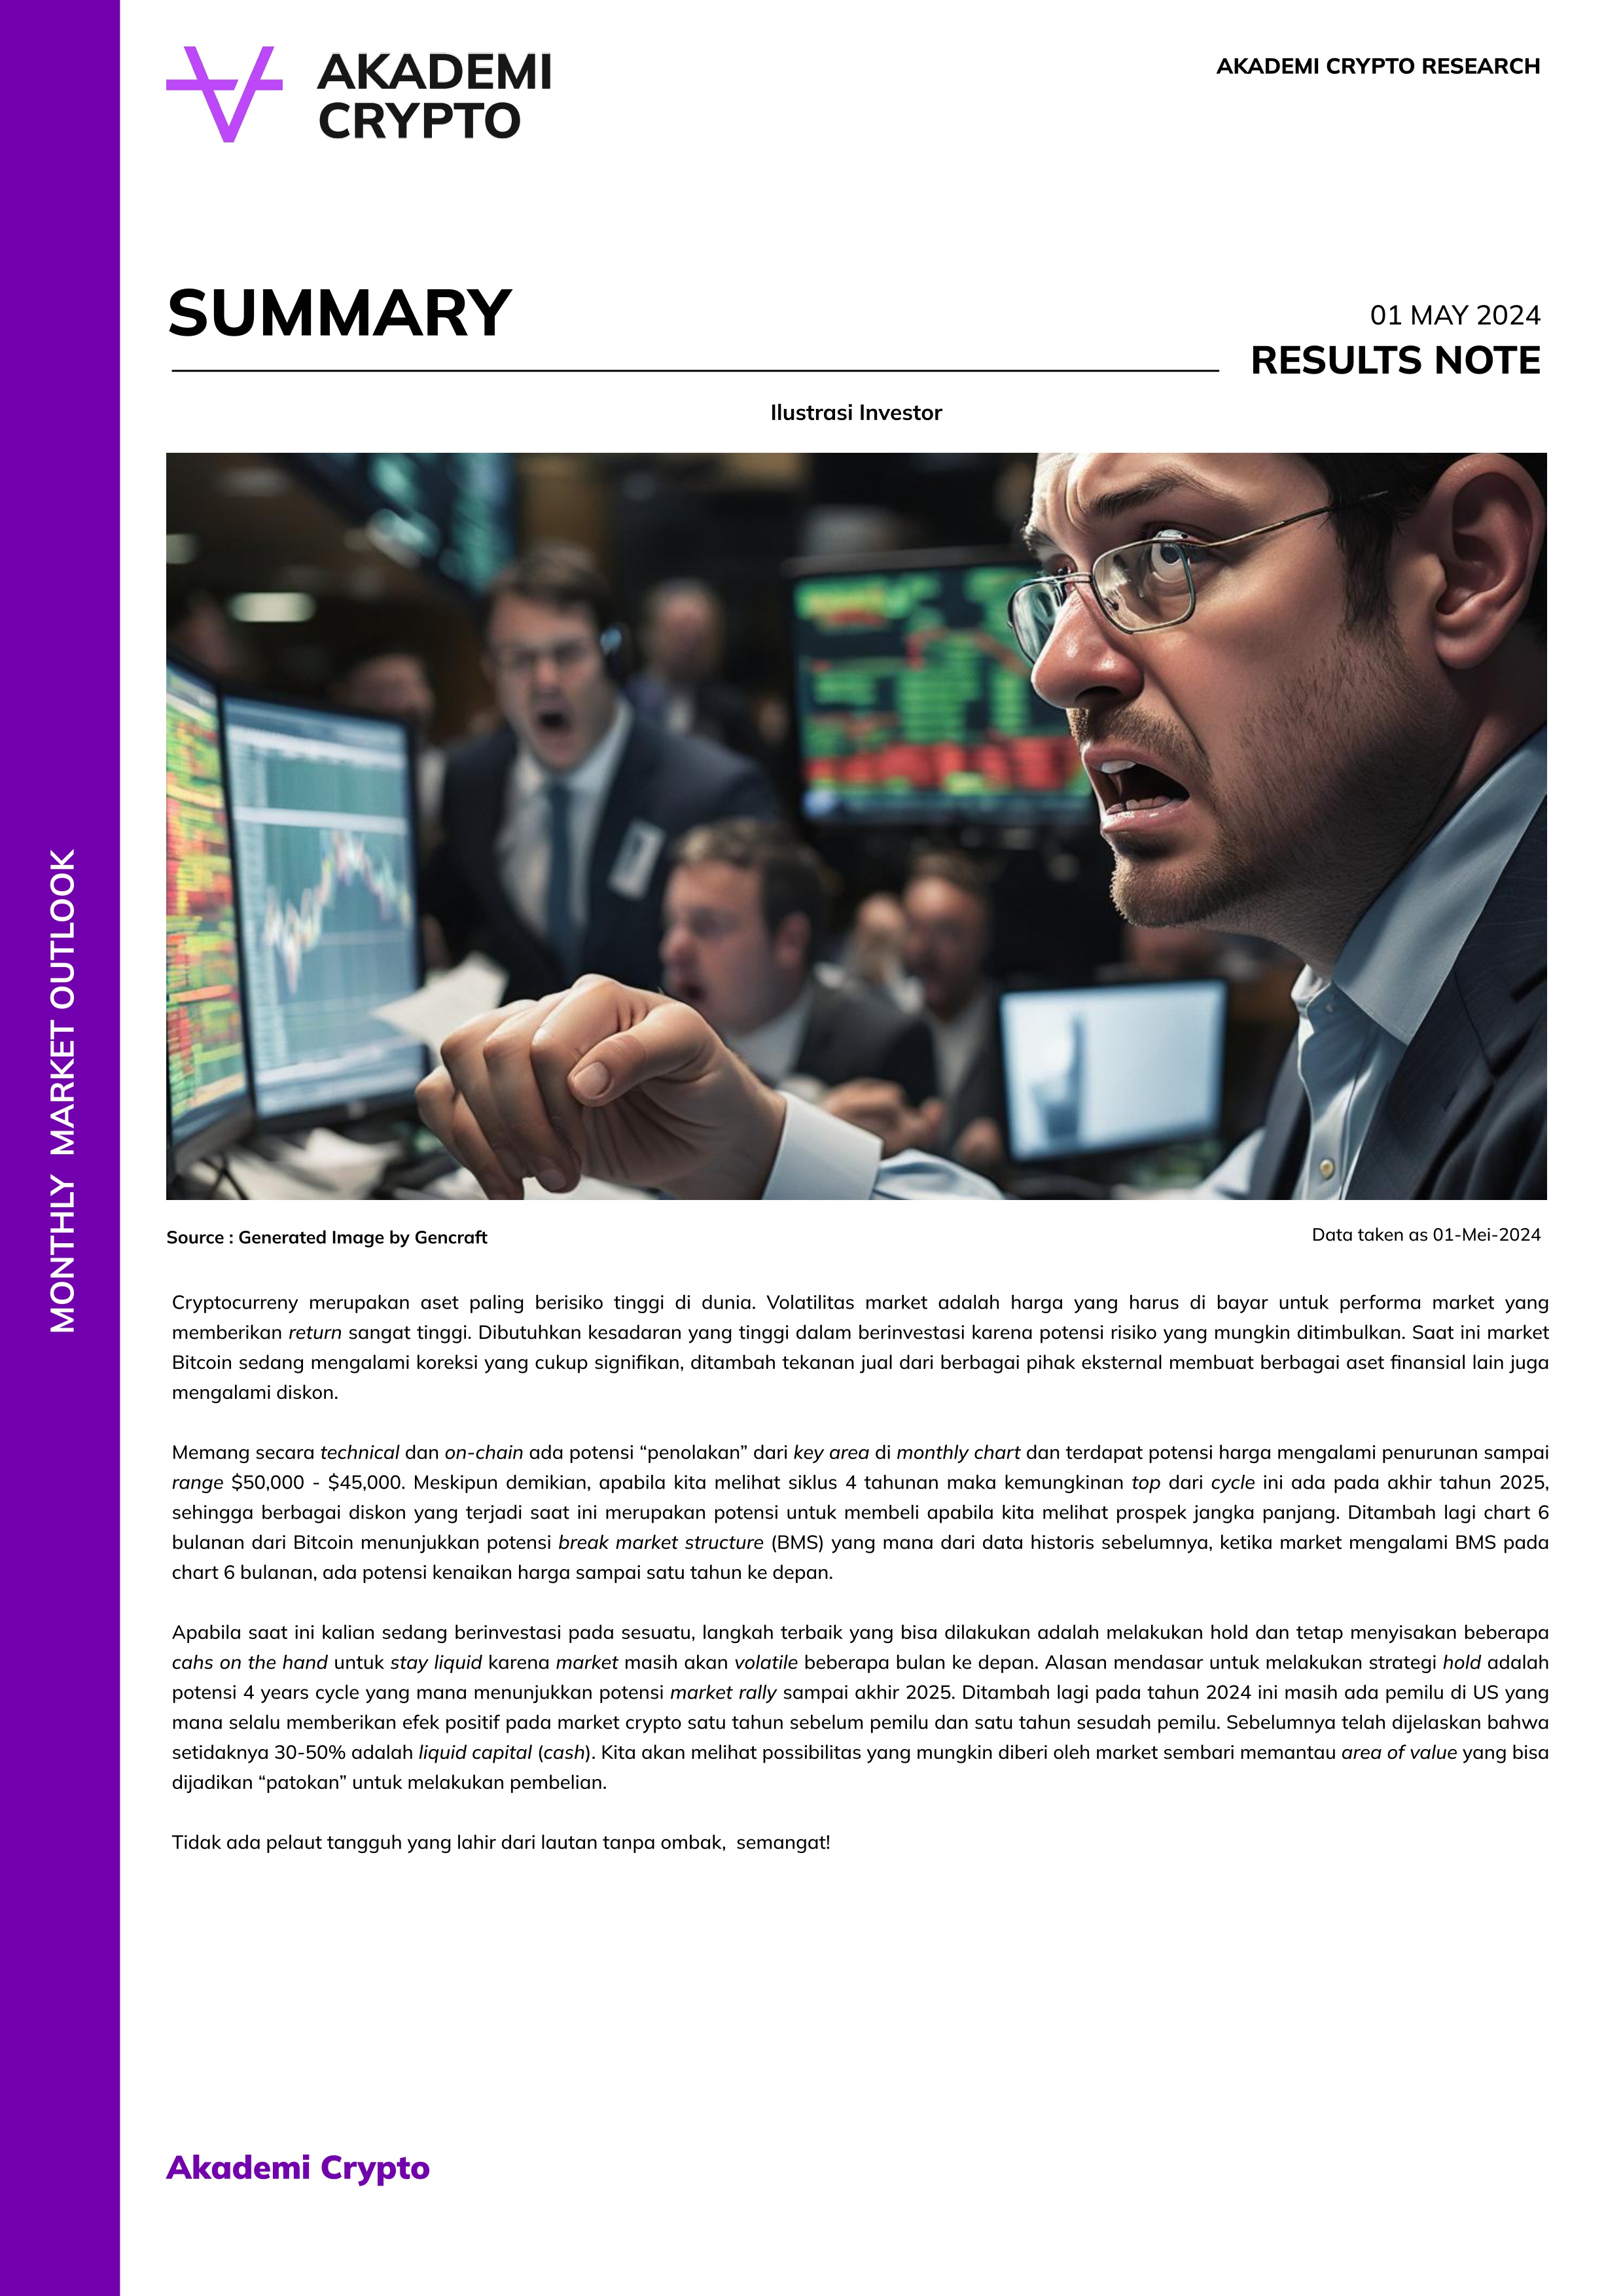 AKADEMI
CRYPTO
AKADEMI CRYPTO RESEARCH
SUMMARY
01 MAY 2024
RESULTS NOTE
Ilustrasi Investor
MONTHLY MARKET OUTLOOK
Source : Generated Image by Gencraft
Data taken as 01-Mei-2024
Cryptocurreny merupakan aset paling berisiko tinggi di dunia. Volatilitas market adalah harga yang harus di bayar untuk performa market yang
memberikan return sangat tinggi. Dibutuhkan kesadaran yang tinggi dalam berinvestasi karena potensi risiko yang mungkin ditimbulkan. Saat ini market
Bitcoin sedang mengalami koreksi yang cukup signifikan, ditambah tekanan jual dari berbagai pihak eksternal membuat berbagai aset finansial lain juga
mengalami diskon.
Memang secara technical dan on-chain ada potensi “penolakan” dari key area di monthly chart dan terdapat potensi harga mengalami penurunan sampai
range $50,000 - $45,000. Meskipun demikian, apabila kita melihat siklus 4 tahunan maka kemungkinan top dari cycle ini ada pada akhir tahun 2025,
sehingga berbagai diskon yang terjadi saat ini merupakan potensi untuk membeli apabila kita melihat prospek jangka panjang. Ditambah lagi chart 6
bulanan dari Bitcoin menunjukkan potensi break market structure (BMS) yang mana dari data historis sebelumnya, ketika market mengalami BMS pada
chart 6 bulanan, ada potensi kenaikan harga sampai satu tahun ke depan.
Apabila saat ini kalian sedang berinvestasi pada sesuatu, langkah terbaik yang bisa dilakukan adalah melakukan hold dan tetap menyisakan beberapa
cahs on the hand untuk stay liquid karena market masih akan volatile beberapa bulan ke depan. Alasan mendasar untuk melakukan strategi hold adalah
potensi 4 years cycle yang mana menunjukkan potensi market rally sampai akhir 2025. Ditambah lagi pada tahun 2024 ini masih ada pemilu di US yang
mana selalu memberikan efek positif pada market crypto satu tahun sebelum pemilu dan satu tahun sesudah pemilu. Sebelumnya telah dijelaskan bahwa
setidaknya 30-50% adalah liquid capital (cash). Kita akan melihat possibilitas yang mungkin diberi oleh market sembari memantau area of value yang bisa
dijadikan “patokan” untuk melakukan pembelian.
Tidak ada pelaut tangguh yang lahir dari lautan tanpa ombak, semangat!
Akademi Crypto